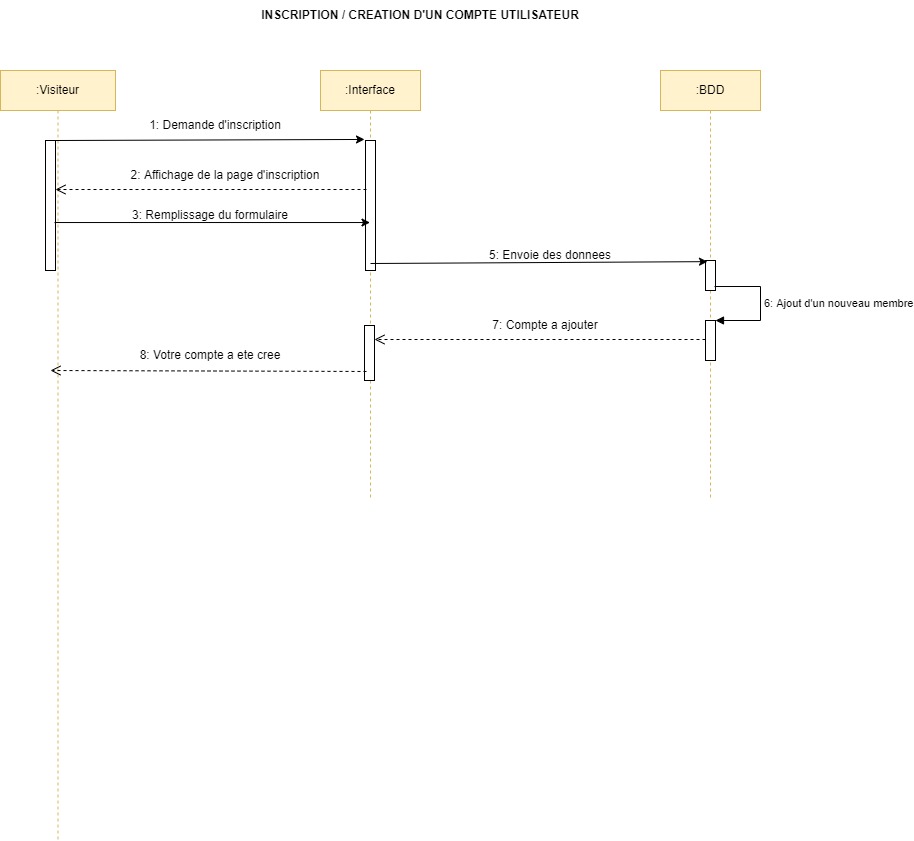 INSCRIPTION / CREATION D'UN COMPTE UTILISATEUR
:Visiteur
:Interface
:BDD
1: Demande d'inscription
2: Affichage de la page d'inscription
3: Remplissage du formulaire
5: Envoie des donnees
6: Ajout d'un nouveau membre
7: Compte a ajouter
8: Votre compte a ete cree